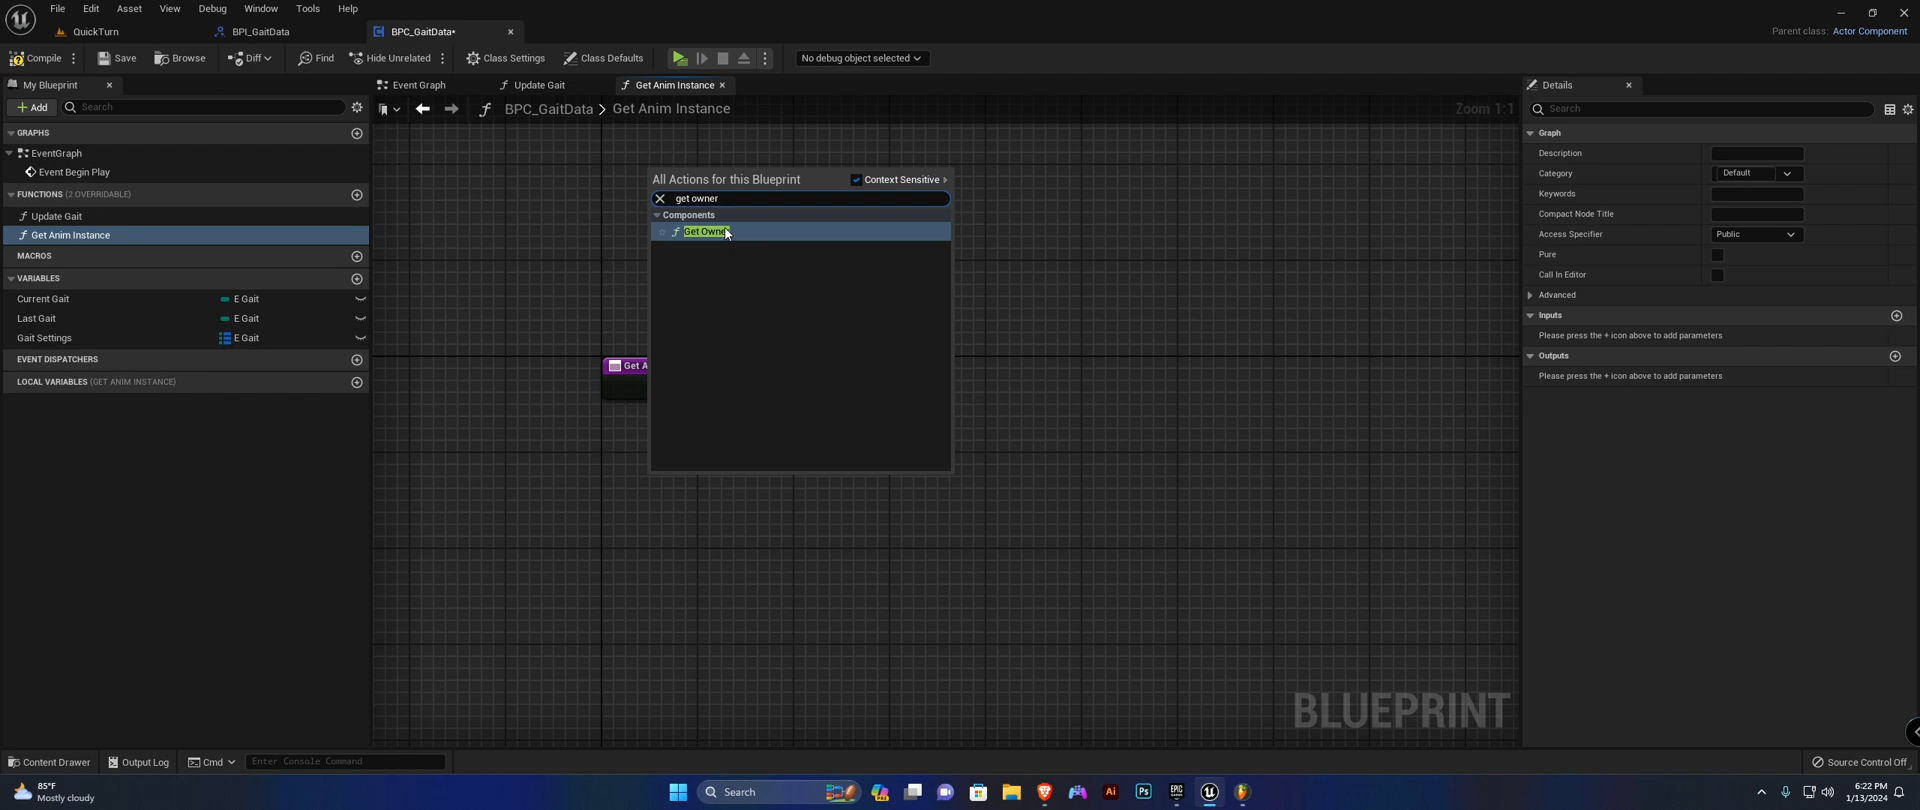 File Edit Asset View Debug Window Tools Help
QuickTurn BPI_GaitData BPC_GaitData•
Parent class: Actor Component
Compile Save Browse Diff Find Hide Unrelated Class Settings Class Defaults No debug object selected
My Blueprint
Event Graph Update Gait Get Anim Instance
Details
Add Search
BPC_GaitData > Get Anim Instance
Zoom 1:1
Search
GRAPHS
EventGraph
Event Begin Play
FUNCTIONS (2 OVERRIDABLE)
Update Gait
Get Anim Instance
MACROS
VARIABLES
Current Gait E Gait
Last Gait E Gait
Gait Settings E Gait
EVENT DISPATCHERS
LOCAL VARIABLES (GET ANIM INSTANCE)
All Actions for this Blueprint Context Sensitive
get owner
Components
Get Owner
Get A
Graph
Description
Category Default
Keywords
Compact Node Title
Access Specifier Public
Pure
Call In Editor
Advanced
Inputs
Please press the + icon above to add parameters
Outputs
Please press the + icon above to add parameters
BLUEPRINT
Content Drawer Output Log Cmd Enter Console Command
Source Control Off
85°F
Mostly cloudy
Search
6:22 PM
1/13/2024